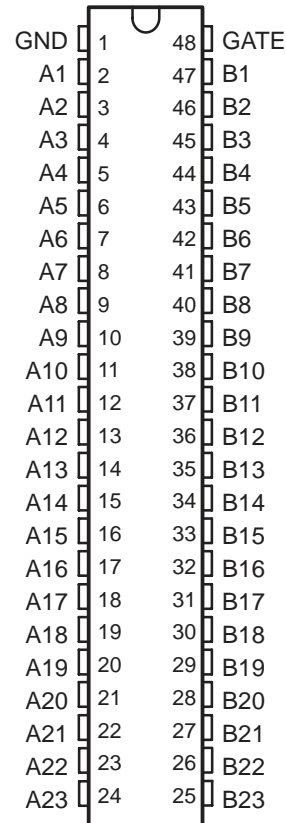 GND 1 48 GATE
A1 2 47 B1
A2 3 46 B2
A3 4 45 B3
A4 5 44 B4
A5 6 43 B5
A6 7 42 B6
A7 8 41 B7
A8 9 40 B8
A9 10 39 B9
A10 11 38 B10
A11 12 37 B11
A12 13 36 B12
A13 14 35 B13
A14 15 34 B14
A15 16 33 B15
A16 17 32 B16
A17 18 31 B17
A18 19 30 B18
A19 20 29 B19
A20 21 28 B20
A21 22 27 B21
A22 23 26 B22
A23 24 25 B23